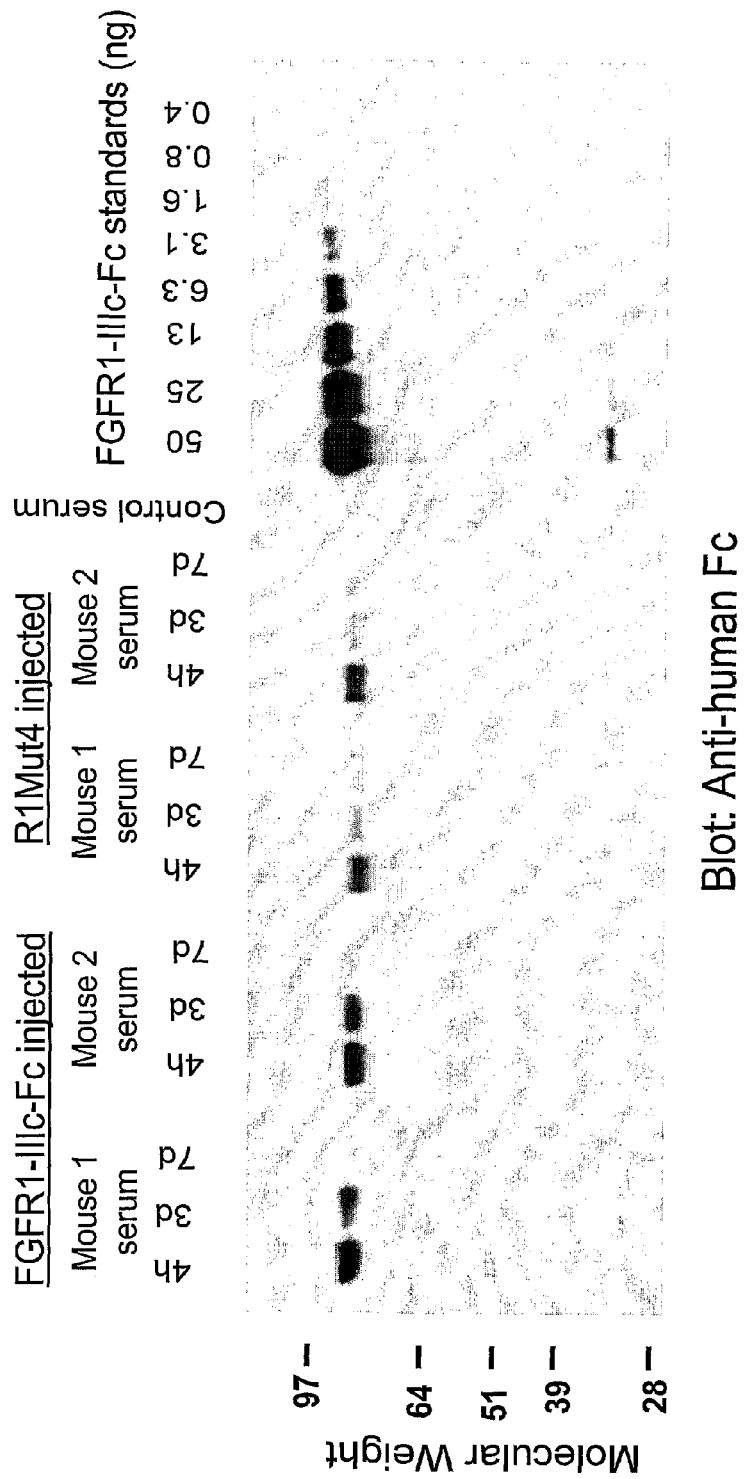 FGFR1-IIIc-Fc injected
R1Mut4 injected
FGFR1-IIIc-Fc standards (ng)
Mouse 1 serum
Mouse 2 serum
Mouse 1 serum
Mouse 2 serum
Control serum
4h 3d 7d 4h 3d 7d 4h 3d 7d 4h 3d 7d
50 25 13 6.3 3.1 1.6 0.8 0.4
Molecular Weight
97
64
51
39
28
Blot: Anti-human Fc